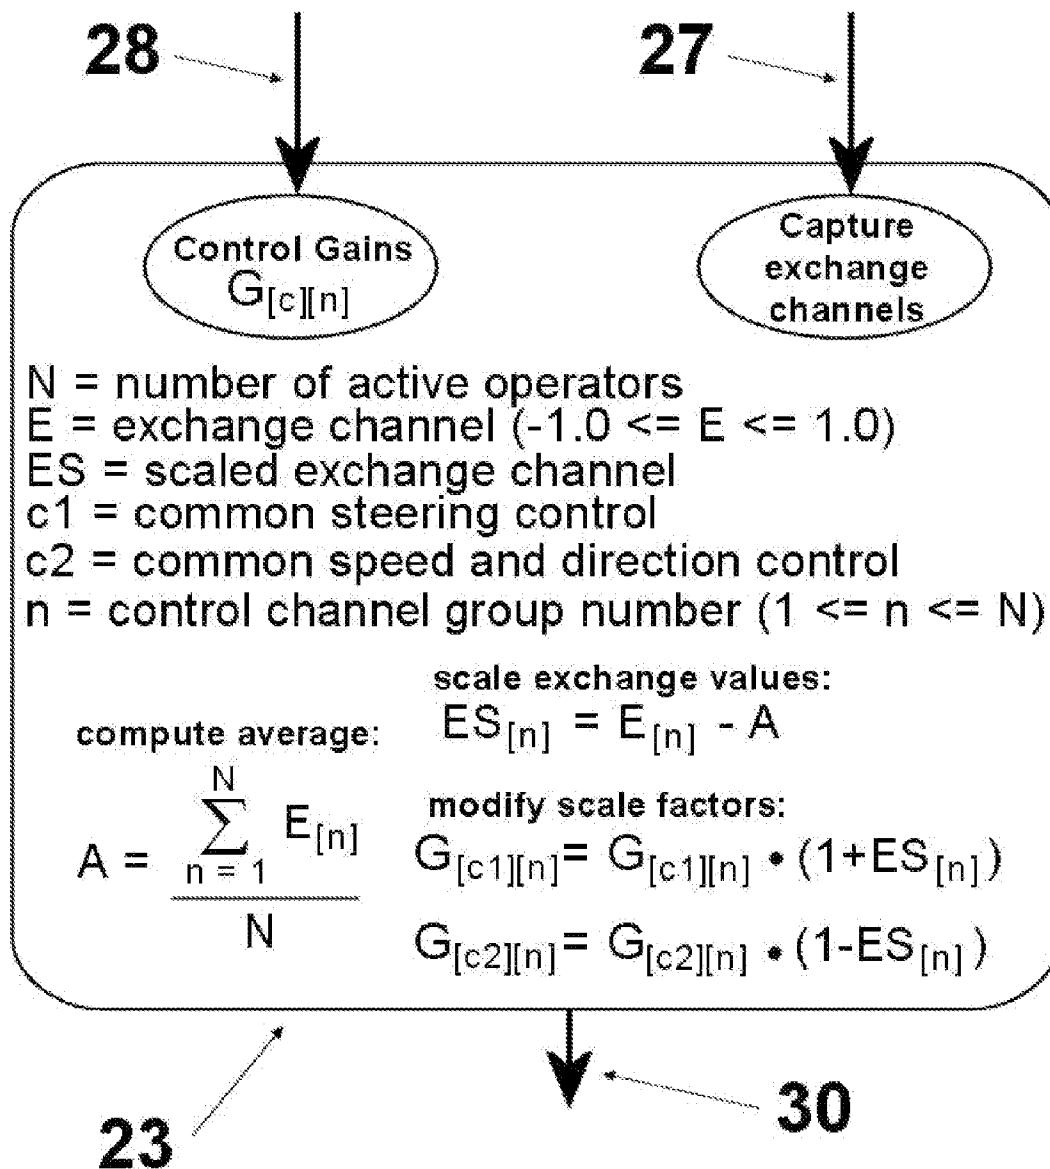 28
27
Control Gains
G[c][n]
Capture
exchange
channels
N = number of active operators
E = exchange channel (-1.0 <= E <= 1.0)
ES = scaled exchange channel
c1 = common steering control
c2 = common speed and direction control
n = control channel group number (1 <= n <= N)
scale exchange values:
ES[n] = E[n] - A
compute average:
N
A = ∑ E[n]
n = 1
N
modify scale factors:
G[c1][n] = G[c1][n] • (1+ES[n])
G[c2][n] = G[c2][n] • (1-ES[n])
23
30